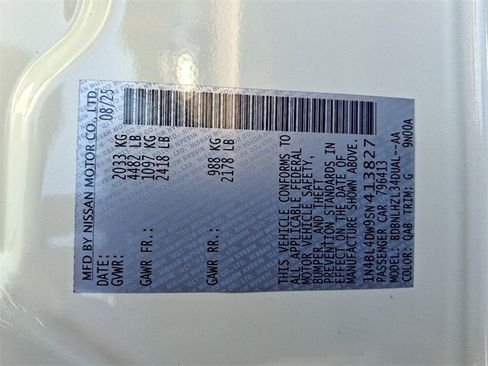 MFD BY NISSAN MOTOR CO., LTD.
DATE: 08/25
GVWR: 2033 KG
4482 LB
GAWR FR.: 1097 KG
2418 LB
GAWR RR.: 988 KG
2178 LB
THIS VEHICLE CONFORMS TO
ALL APPLICABLE FEDERAL
MOTOR VEHICLE SAFETY,
BUMPER, AND THEFT
PREVENTION STANDARDS IN
EFFECT ON THE DATE OF
MANUFACTURE SHOWN ABOVE.
1N4BL4DW9SN413827
PASSENGER CAR 796413
MODEL: BDBNLHZL34DUAL--AA
COLOR: QAB TRIM: G 9N00A